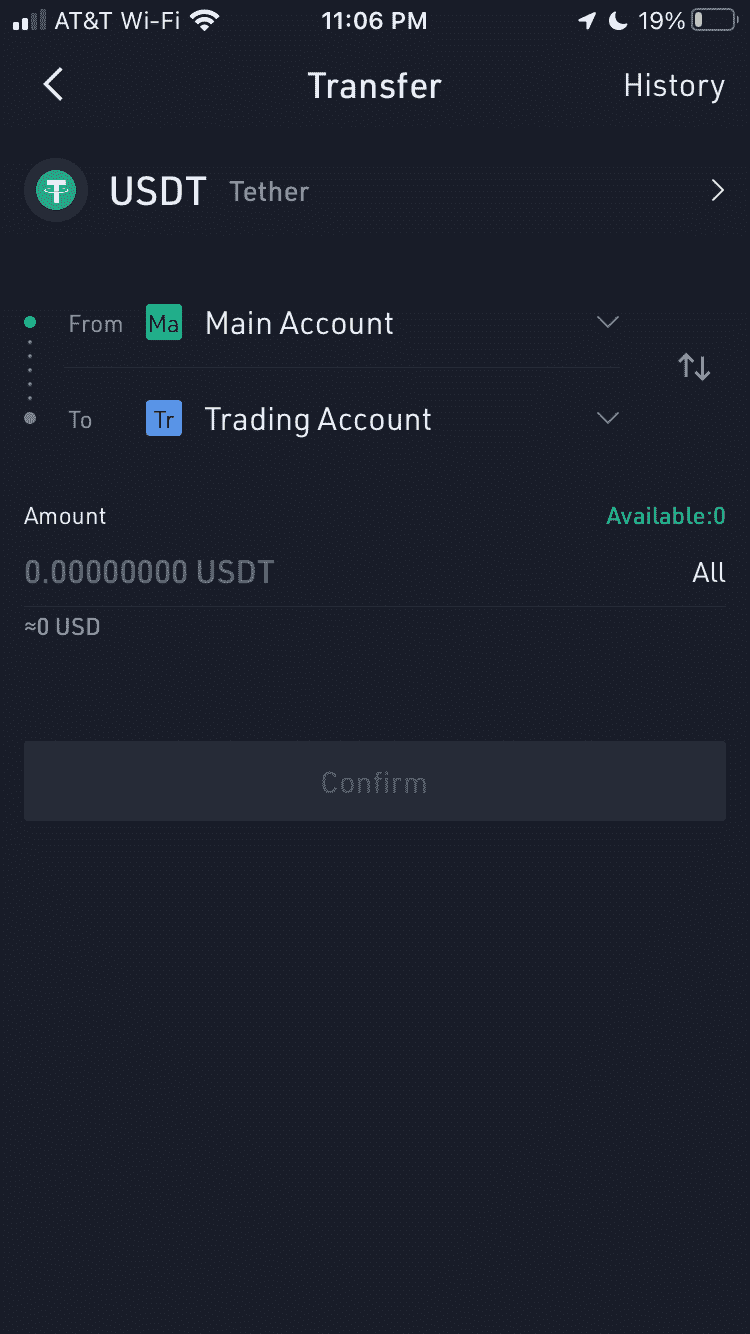 AT&T Wi-Fi 11:06 PM 19%
Transfer History
USDT Tether
From Ma Main Account
To Tr Trading Account
Amount Available:0
0.00000000 USDT All
≈0 USD
Confirm